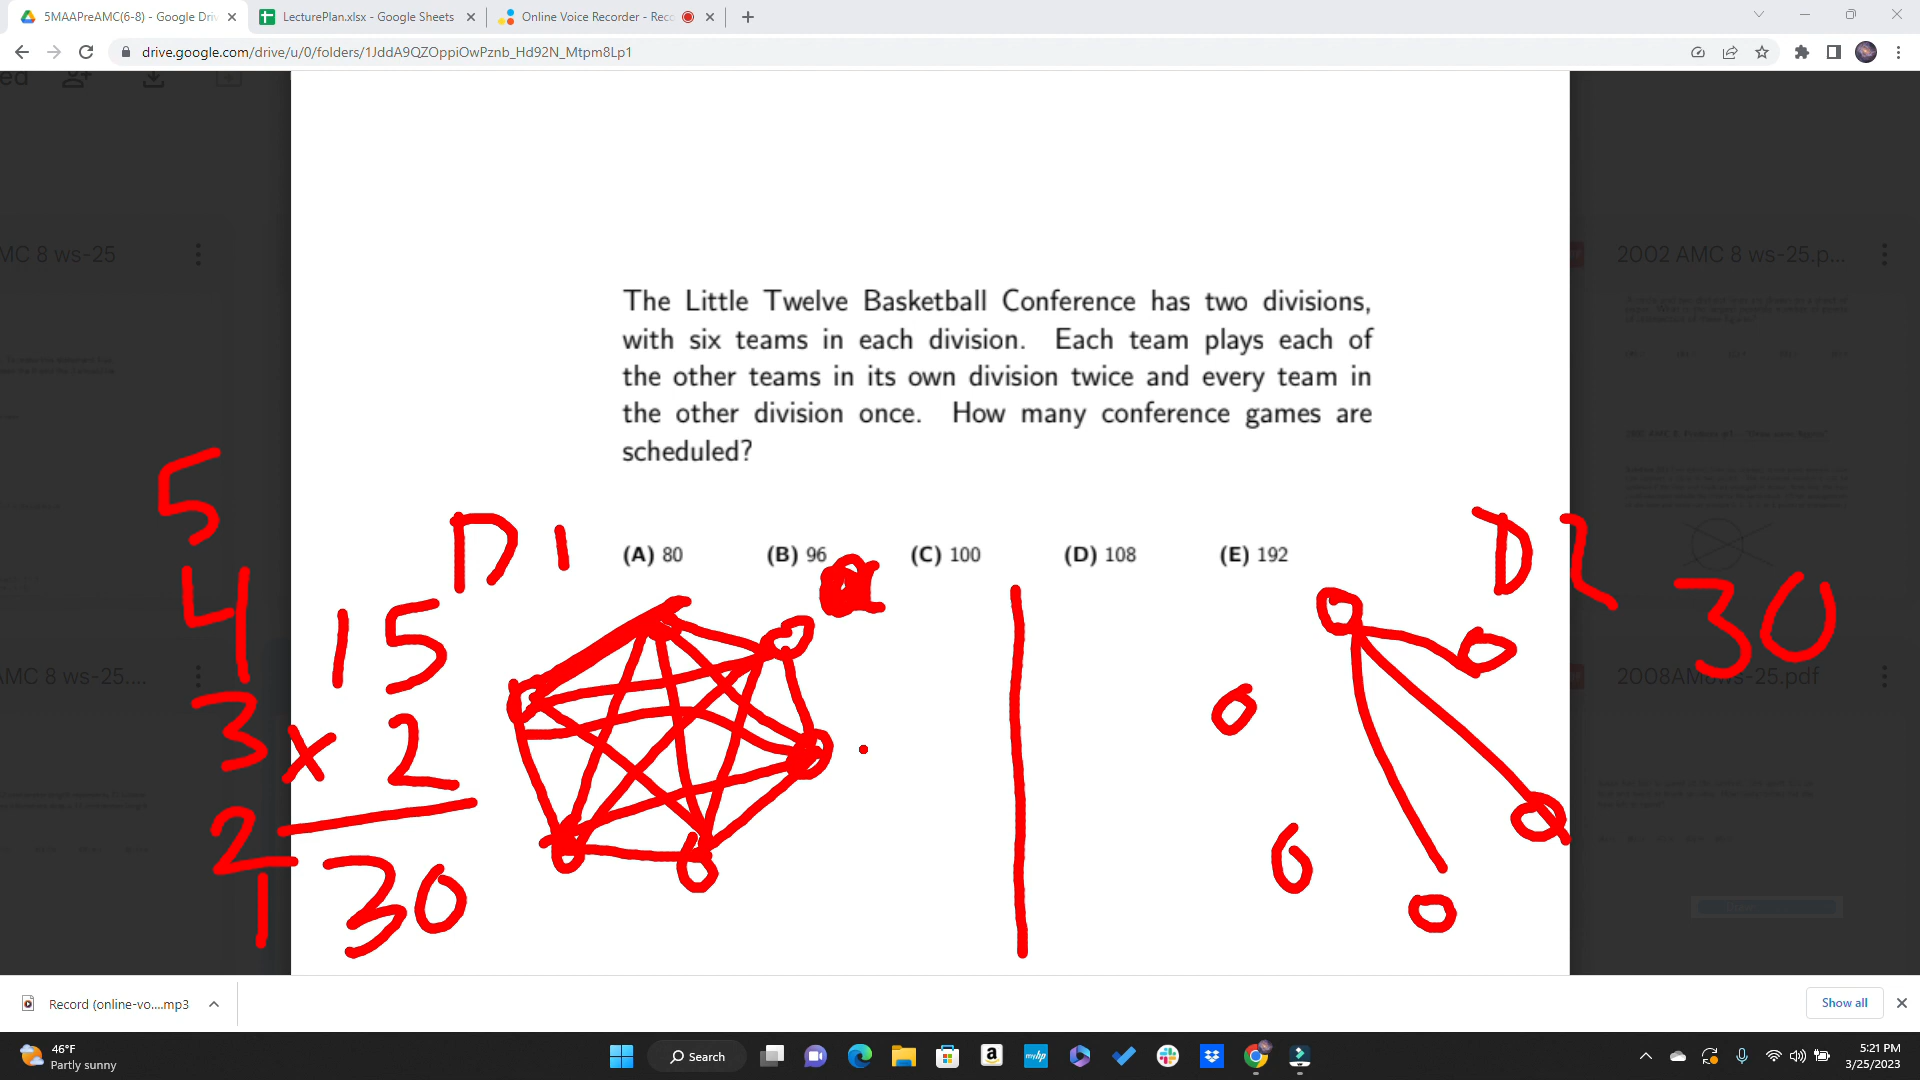 5MAAPreAMC(6-8) - Google Dri
LecturePlan.xlsx - Google Sheets
Online Voice Recorder - Reco
drive.google.com/drive/u/0/folders/1JddA9QZOppiOwPznb_Hd92N_Mtpm8Lp1
ed
MC 8 ws-25
2002 AMC 8 ws-25.p...
The Little Twelve Basketball Conference has two divisions,
with six teams in each division. Each team plays each of
the other teams in its own division twice and every team in
the other division once. How many conference games are
scheduled?
(A) 80 (B) 96 (C) 100 (D) 108 (E) 192
D1
D2
30
5
4
3
2
1
15
x 2
30
AMC 8 ws-25....
2008AM ws-25.pdf
Record (online-vo....mp3
Show all
46°F
Partly sunny
Search
5:21 PM
3/25/2023